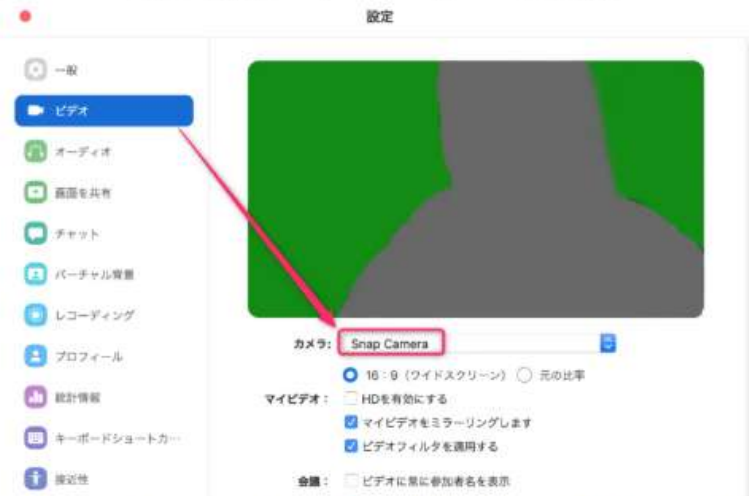 設定
一般
ビデオ
オーディオ
画面を共有
チャット
バーチャル背景
レコーディング
プロフィール
統計情報
キーボードショートカ…
接近性
カメラ: Snap Camera
16:9（ワイドスクリーン） 元の比率
マイビデオ: HDを有効にする
マイビデオをミラーリングします
ビデオフィルタを適用する
会議: ビデオに常に参加者名を表示